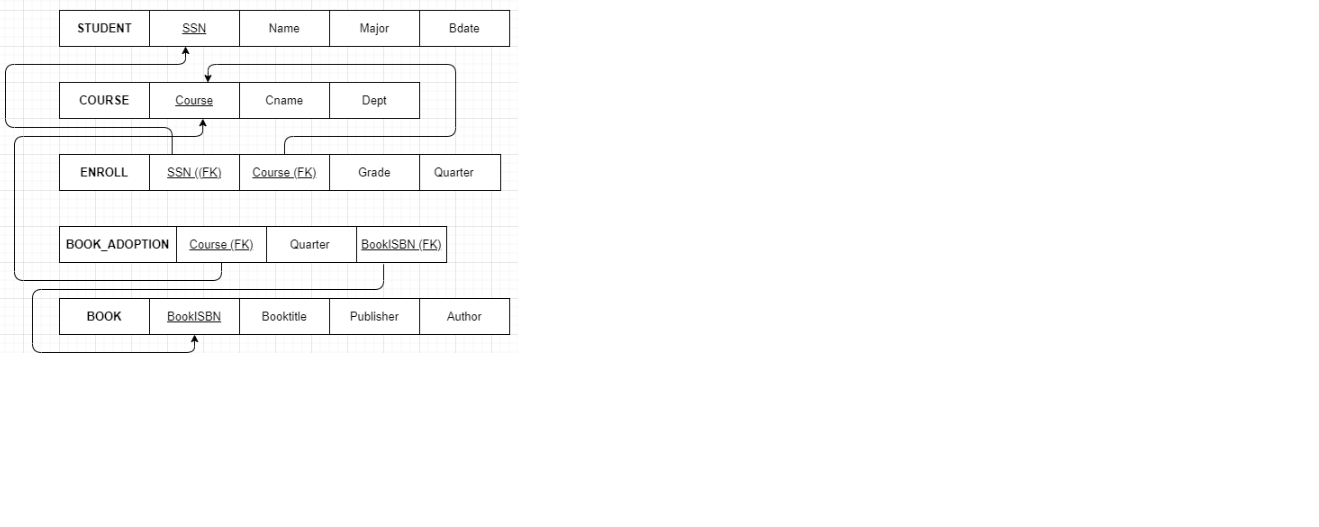 STUDENT SSN Name Major Bdate
COURSE Course Cname Dept
ENROLL SSN ((FK) Course (FK) Grade Quarter
BOOK_ADOPTION Course (FK) Quarter BookISBN (FK)
BOOK BookISBN Booktitle Publisher Author